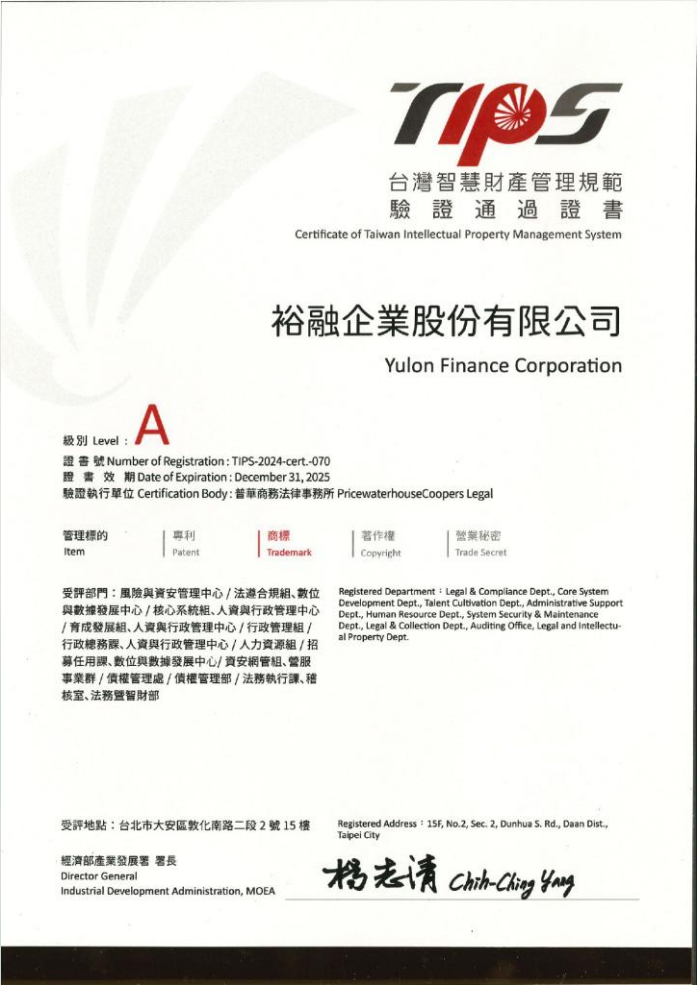 TIPS
台灣智慧財產管理規範
驗證通過證書
Certificate of Taiwan Intellectual Property Management System
裕融企業股份有限公司
Yulon Finance Corporation
級別 Level : A
證書號 Number of Registration : TIPS-2024-cert.-070
證書效期 Date of Expiration : December 31, 2025
驗證執行單位 Certification Body : 普華商務法律事務所 PricewaterhouseCoopers Legal
管理標的 專利 商標 著作權 營業秘密
Item Patent Trademark Copyright Trade Secret
受評部門：風險與資安管理中心 / 法遵合規組、數位
與數據發展中心 / 核心系統組、人資與行政管理中心
/ 育成發展組、人資與行政管理中心 / 行政管理組 /
行政總務課、人資與行政管理中心 / 人力資源組 / 招
募任用課、數位與數據發展中心/ 資安網管組、營服
事業群 / 債權管理處 / 債權管理部 / 法務執行課、稽
核室、法務暨智財部
Registered Department：Legal & Compliance Dept., Core System
Development Dept., Talent Cultivation Dept., Administrative Support
Dept., Human Resource Dept., System Security & Maintenance
Dept., Legal & Collection Dept., Auditing Office, Legal and Intellectu-
al Property Dept.
受評地點：台北市大安區敦化南路二段 2 號 15 樓
Registered Address：15F, No.2, Sec. 2, Dunhua S. Rd., Daan Dist.,
Taipei City
經濟部產業發展署 署長
Director General
Industrial Development Administration, MOEA
楊志清 Chih-Ching Yang